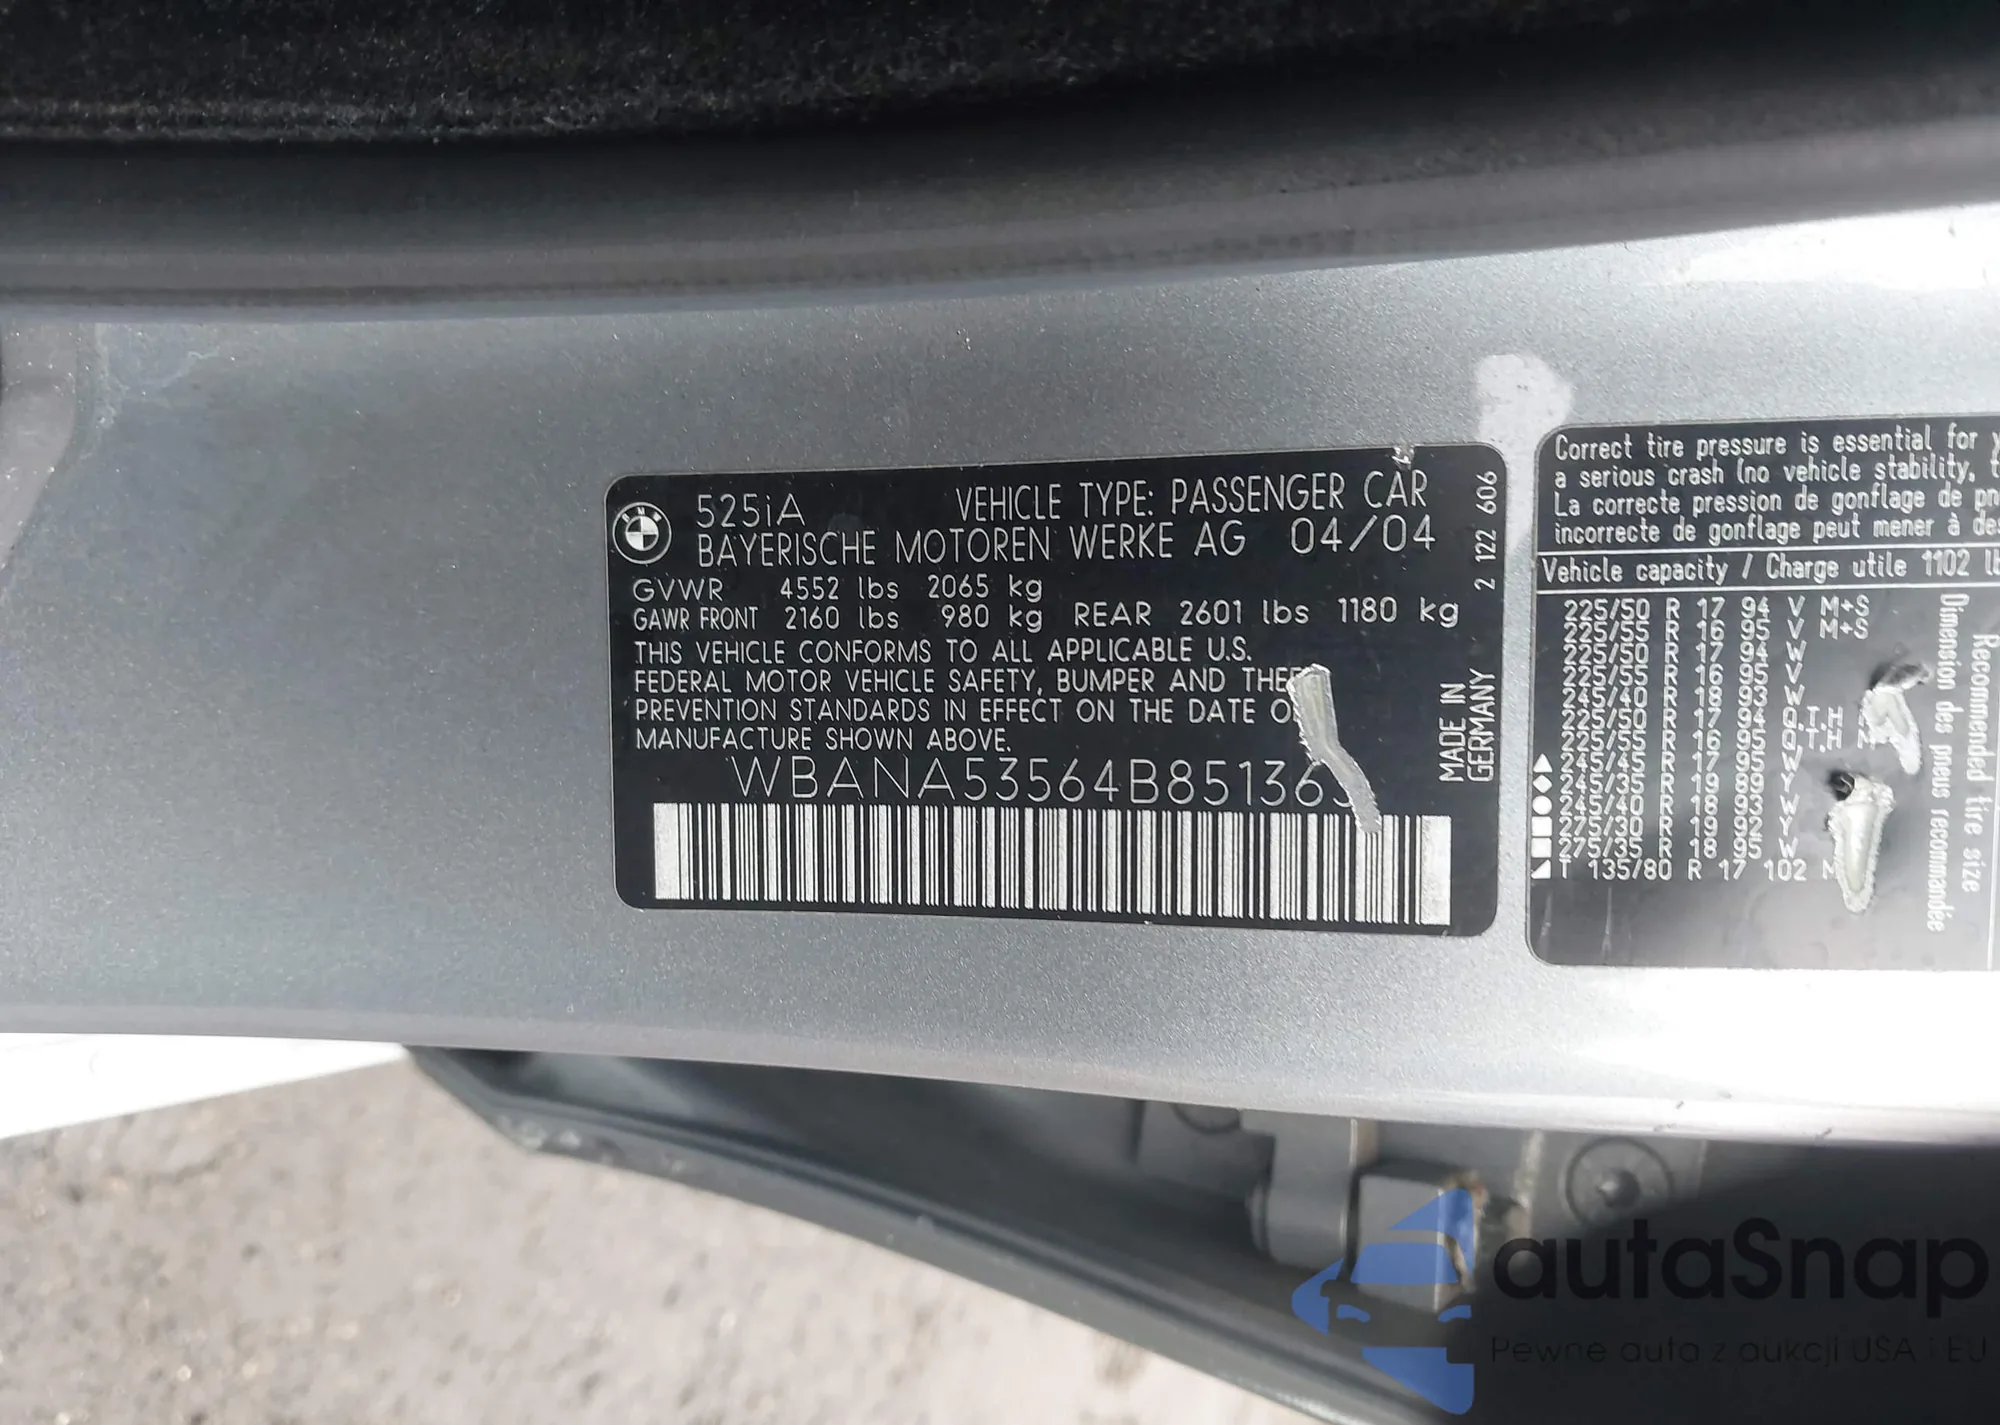 525iA VEHICLE TYPE: PASSENGER CAR
BAYERISCHE MOTOREN WERKE AG 04/04
GVWR 4552 lbs 2065 kg
GAWR FRONT 2160 lbs 980 kg REAR 2601 lbs 1180 kg
THIS VEHICLE CONFORMS TO ALL APPLICABLE U.S.
FEDERAL MOTOR VEHICLE SAFETY, BUMPER AND THEF
PREVENTION STANDARDS IN EFFECT ON THE DATE O
MANUFACTURE SHOWN ABOVE.
WBANA53564B85136
2 122 606
MADE IN
GERMANY
Correct tire pressure is essential for
a serious crash (no vehicle stability,
La correcte pression de gonflage de
incorrecte de gonflage peut mener à
Vehicle capacity / Charge utile 1102
225/50 R 17 94 V M+S
225/55 R 16 95 V M+S
225/50 R 17 94 W
225/55 R 16 95 V
245/40 R 18 93 W
225/50 R 17 94 Q.T.H
225/55 R 16 95 Q.T.H
245/45 R 17 95 W
245/35 R 19 89 Y
245/40 R 18 93 W
275/30 R 19 92 Y
275/35 R 18 95 W
T 135/80 R 17 102 M
Dimension des pneus recommandée
Recommended tire size
BMW
autaSnap
Pewne auta z aukcji USA i EU